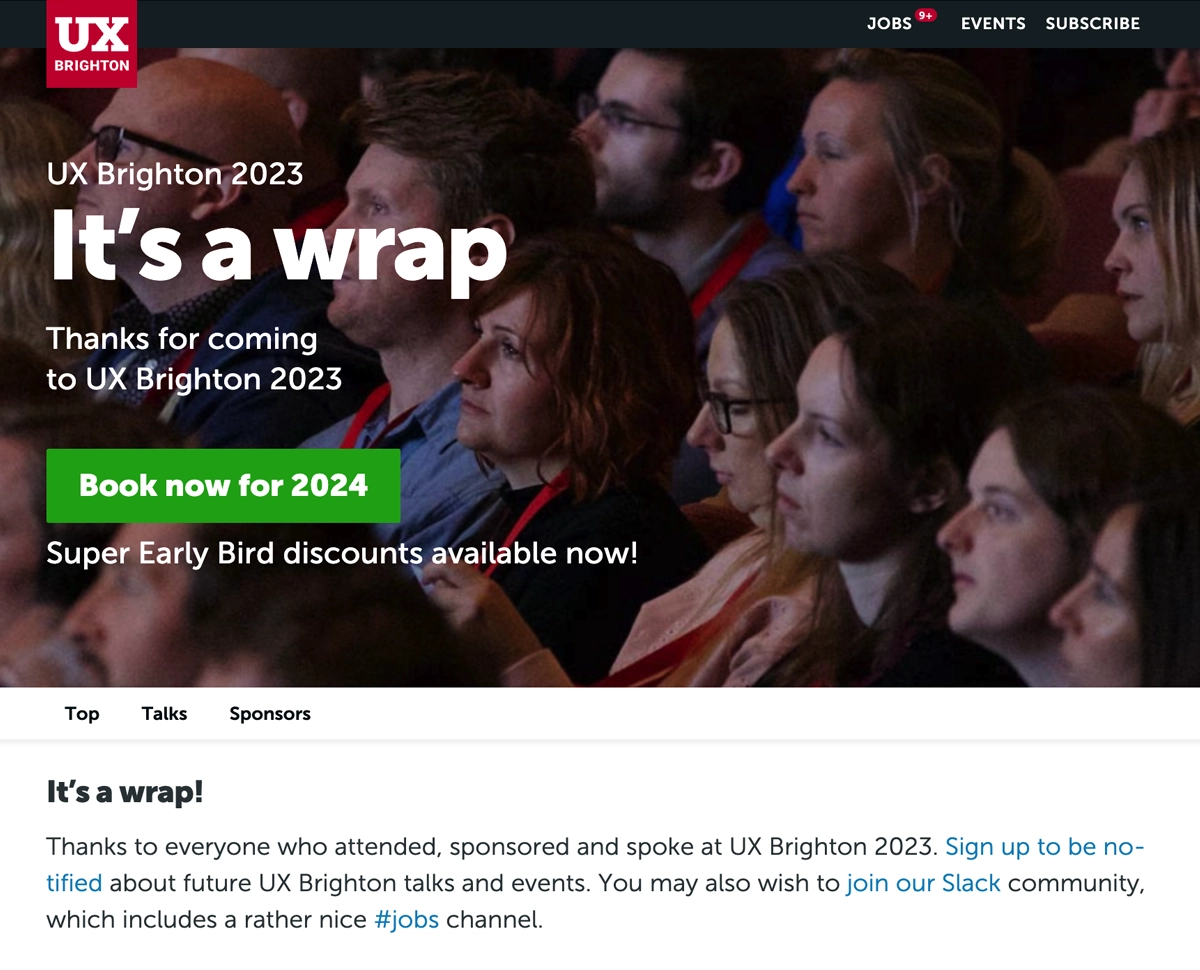 UX
BRIGHTON
JOBS 9+ EVENTS SUBSCRIBE
UX Brighton 2023
It's a wrap
Thanks for coming
to UX Brighton 2023
Book now for 2024
Super Early Bird discounts available now!
Top Talks Sponsors
It's a wrap!
Thanks to everyone who attended, sponsored and spoke at UX Brighton 2023. Sign up to be no-
tified about future UX Brighton talks and events. You may also wish to join our Slack community,
which includes a rather nice #jobs channel.